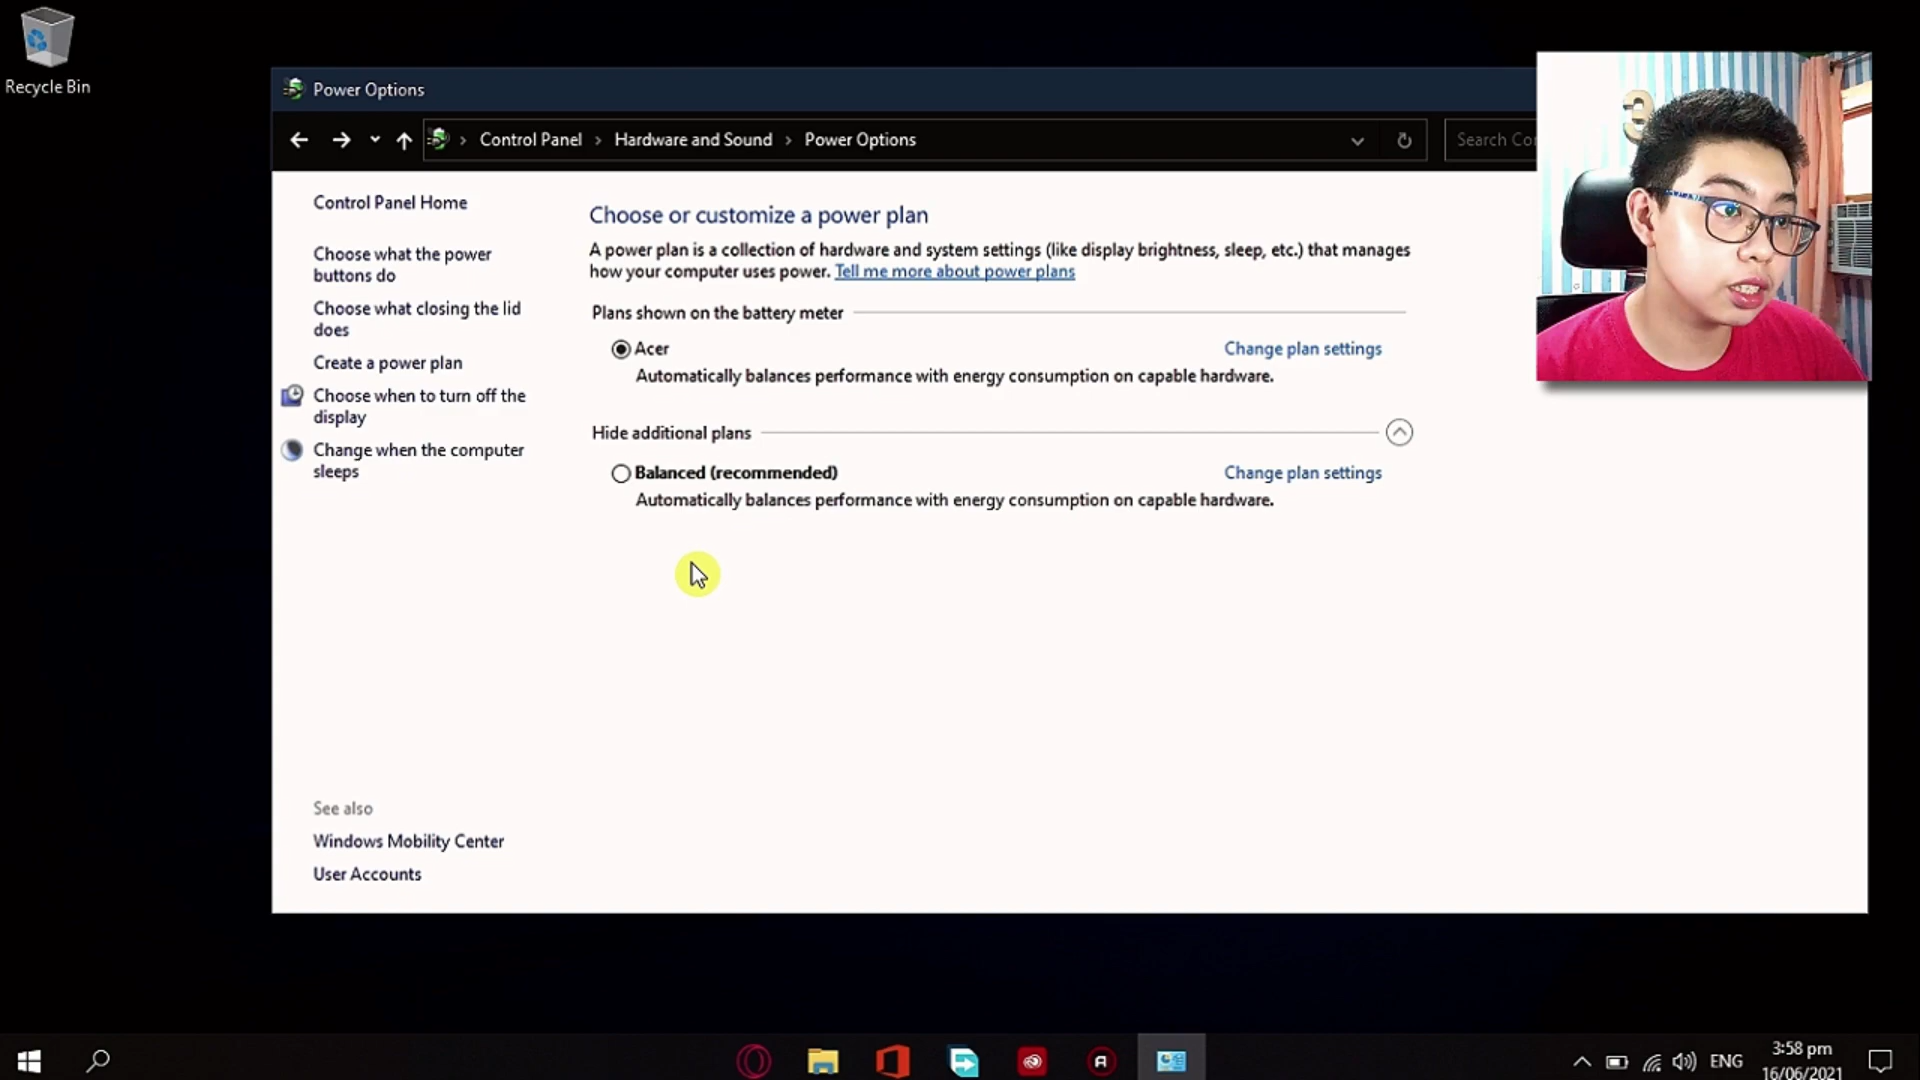 Recycle Bin
Power Options
Control Panel
Hardware and Sound
Power Options
Search
Control Panel Home
Choose what the power
buttons do
Choose what closing the lid
does
Create a power plan
Choose when to turn off the
display
Change when the computer
sleeps
Choose or customize a power plan
A power plan is a collection of hardware and system settings (like display brightness, sleep, etc.) that manages
how your computer uses power. Tell me more about power plans
Plans shown on the battery meter
Acer
Change plan settings
Automatically balances performance with energy consumption on capable hardware.
Hide additional plans
Balanced (recommended)
Change plan settings
Automatically balances performance with energy consumption on capable hardware.
See also
Windows Mobility Center
User Accounts
3
ENG
3:58 pm
16/06/2021